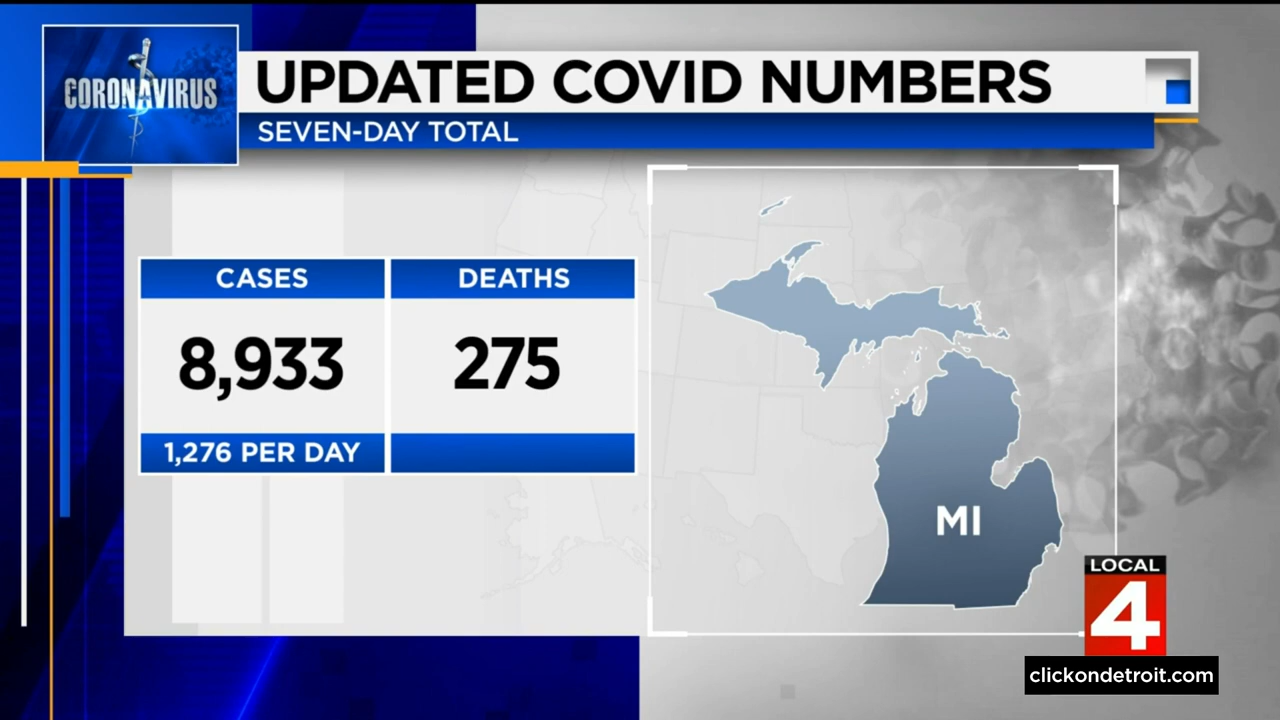 CORONAVIRUS
UPDATED COVID NUMBERS
SEVEN-DAY TOTAL
CASES
DEATHS
8,933
275
1,276 PER DAY
MI
LOCAL
4
clickondetroit.com